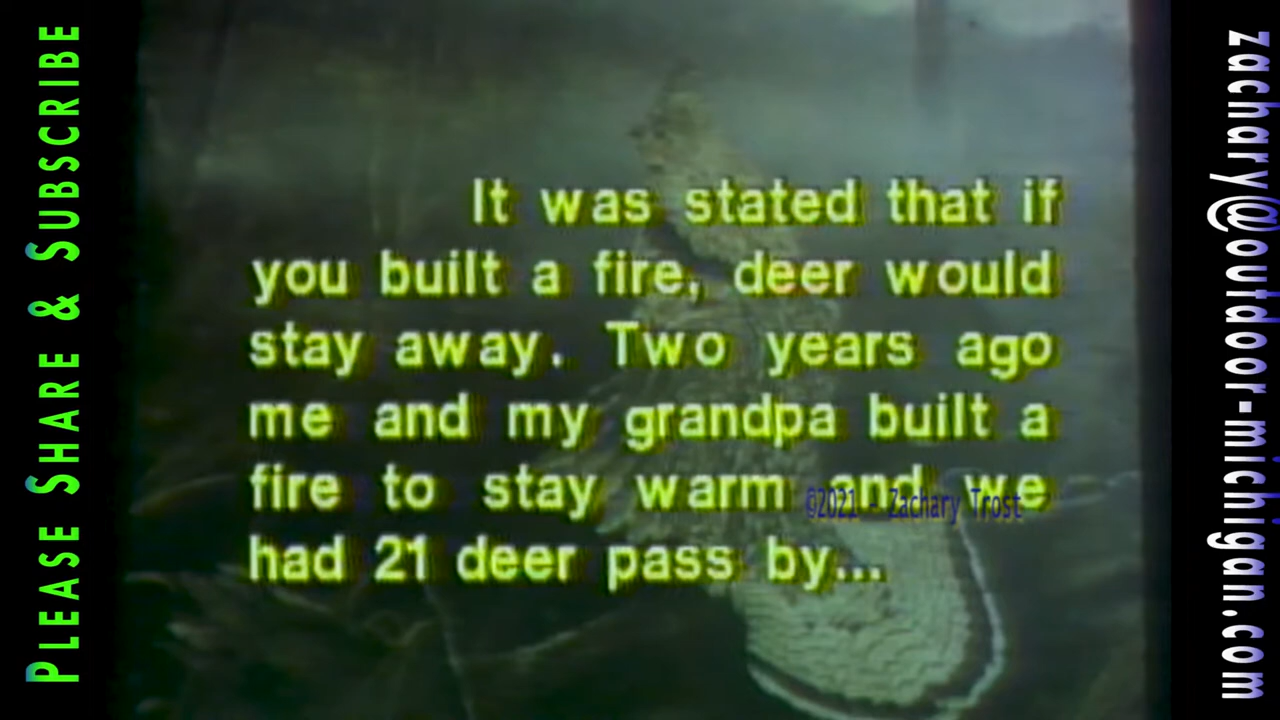 PLEASE SHARE & SUBSCRIBE
It was stated that if
you built a fire, deer would
stay away. Two years ago
me and my grandpa built a
fire to stay warm and we
had 21 deer pass by...
©2021 - Zachary Trost
zachary@outdoor-michigan.com